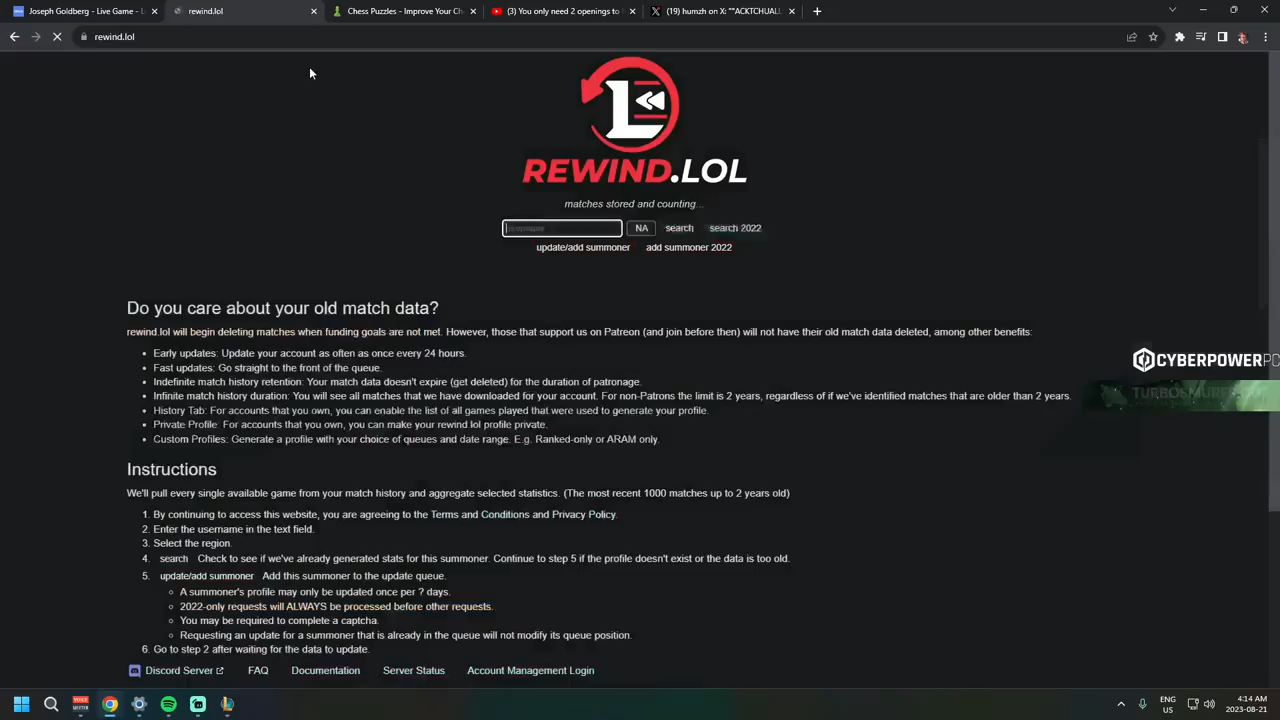 Joseph Goldberg - Live Game - L
rewind.lol
Chess Puzzles - Improve Your Ch
(3) You only need 2 openings to
(19) humzh on X: "*ACKTCHUALL
rewind.lol
REWIND.LOL
matches stored and counting...
NA search search 2022
update/add summoner add summoner 2022
Do you care about your old match data?
rewind.lol will begin deleting matches when funding goals are not met. However, those that support us on Patreon (and join before then) will not have their old match data deleted, among other benefits:
• Early updates: Update your account as often as once every 24 hours.
• Fast updates: Go straight to the front of the queue.
• Indefinite match history retention: Your match data doesn't expire (get deleted) for the duration of patronage.
• Infinite match history duration: You will see all matches that we have downloaded for your account. For non-Patrons the limit is 2 years, regardless of if we've identified matches that are older than 2 years.
• History Tab: For accounts that you own, you can enable the list of all games played that were used to generate your profile.
• Private Profile: For accounts that you own, you can make your rewind lol profile private.
• Custom Profiles: Generate a profile with your choice of queues and date range. E.g. Ranked-only or ARAM only.
CYBERPOWERPC
TURBOSMURFS
Instructions
We'll pull every single available game from your match history and aggregate selected statistics. (The most recent 1000 matches up to 2 years old)
1. By continuing to access this website, you are agreeing to the Terms and Conditions and Privacy Policy.
2. Enter the username in the text field.
3. Select the region.
4. search Check to see if we've already generated stats for this summoner. Continue to step 5 if the profile doesn't exist or the data is too old.
5. update/add summoner Add this summoner to the update queue.
A summoner's profile may only be updated once per ? days.
2022-only requests will ALWAYS be processed before other requests.
You may be required to complete a captcha.
Requesting an update for a summoner that is already in the queue will not modify its queue position.
6. Go to step 2 after waiting for the data to update.
Discord Server FAQ Documentation Server Status Account Management Login
ENG
US
4:14 AM
2023-08-21